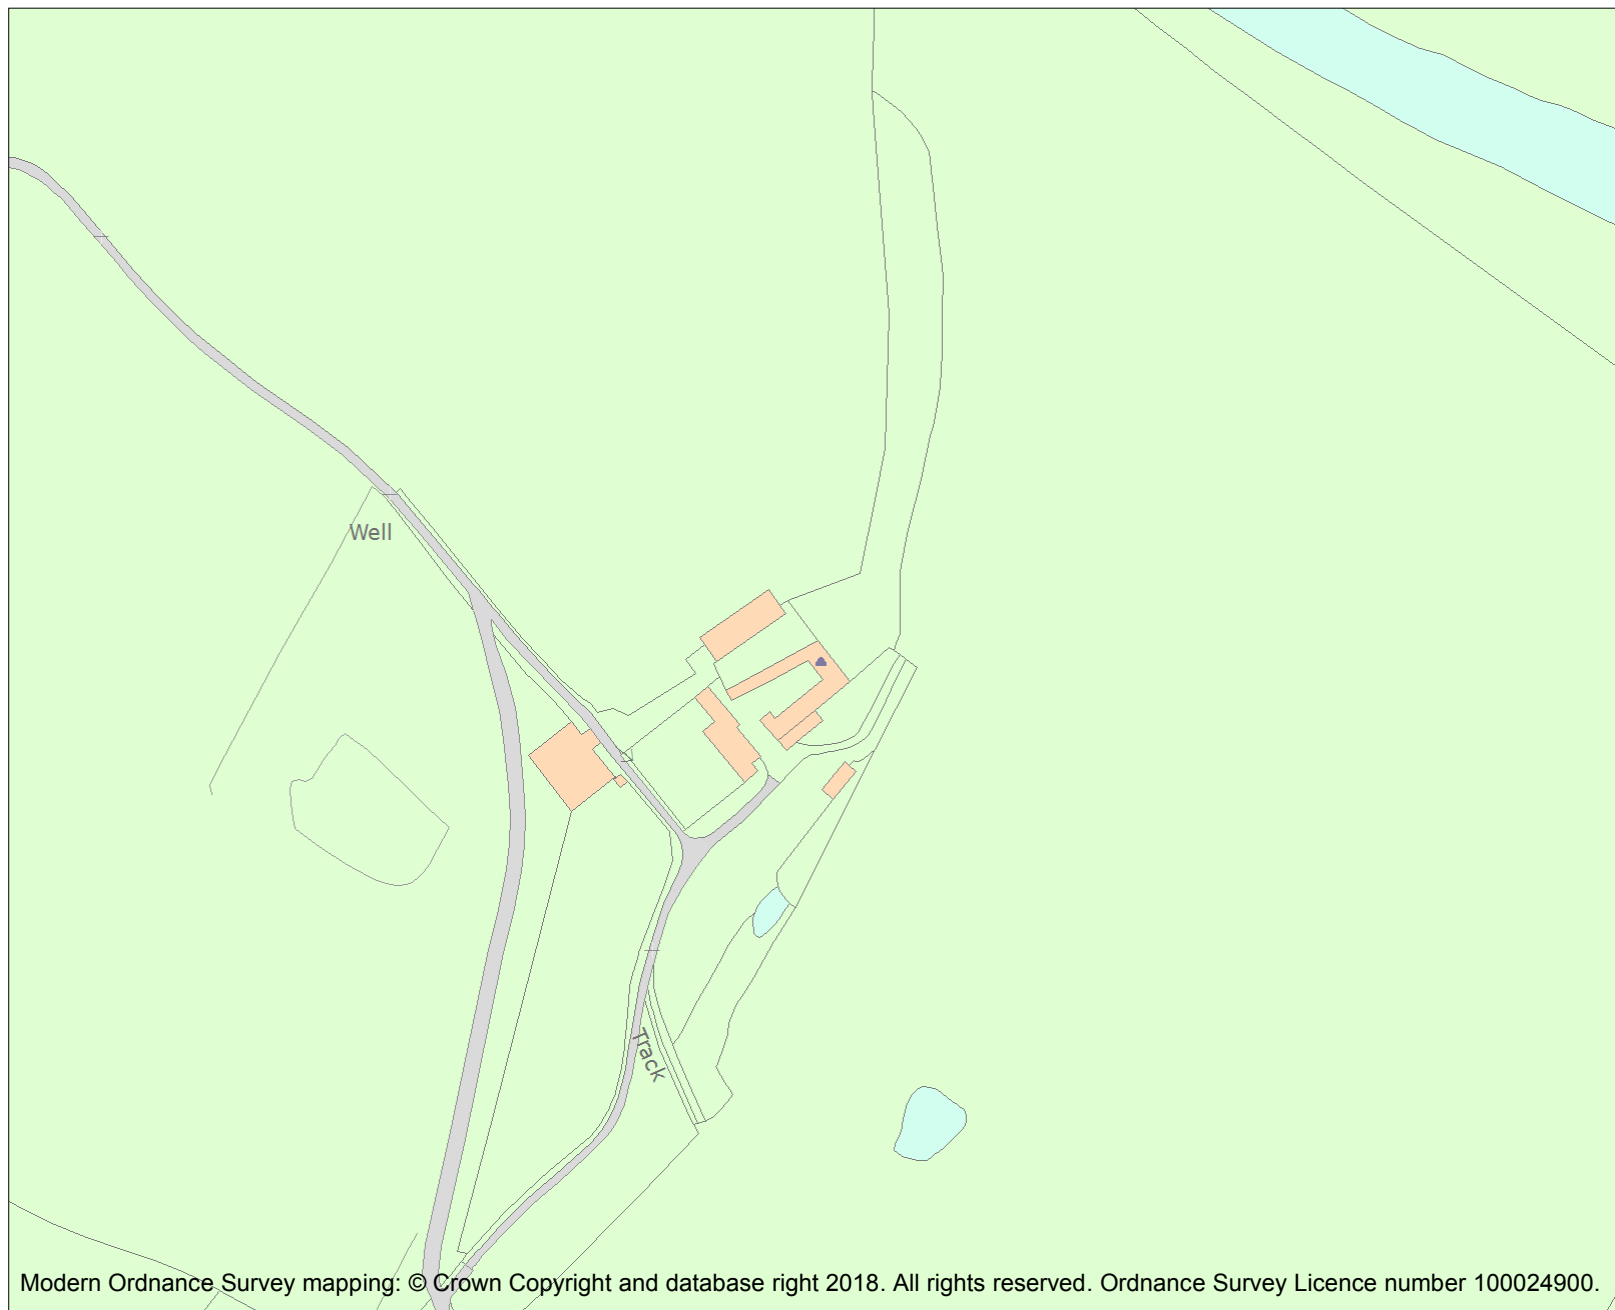 Well
Track
Modern Ordnance Survey mapping: © Crown Copyright and database right 2018. All rights reserved. Ordnance Survey Licence number 100024900.